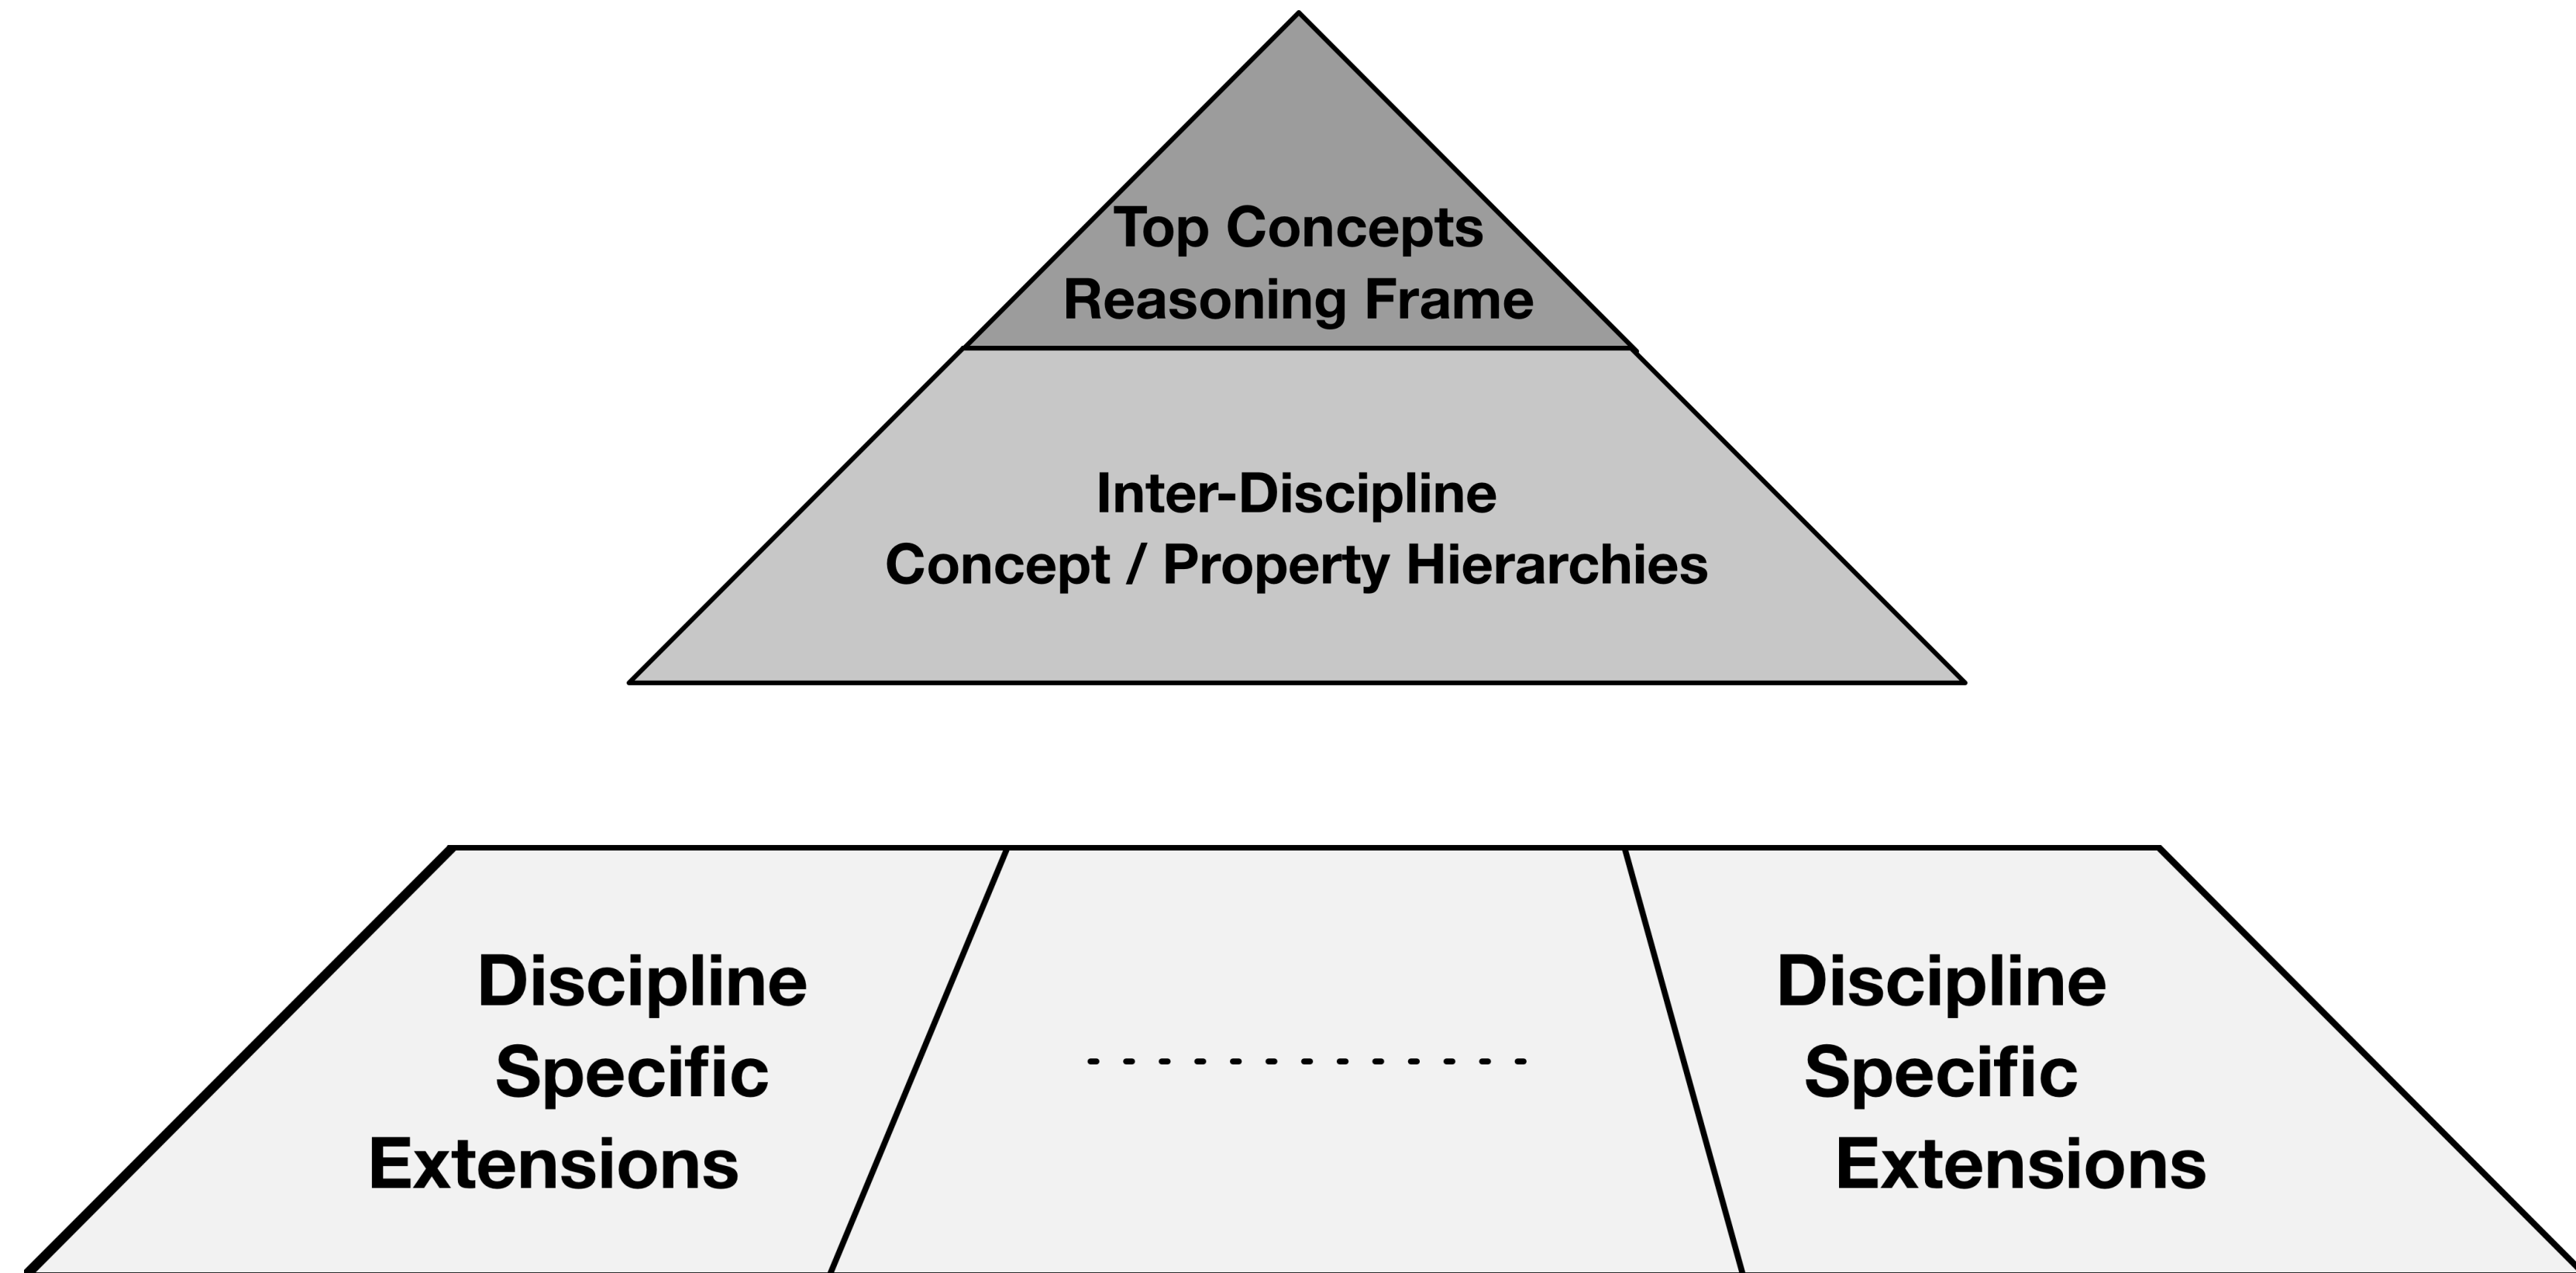 Top Concepts
Reasoning Frame
Inter-Discipline
Concept / Property Hierarchies
Discipline
Specific
Extensions
Discipline
Specific
Extensions